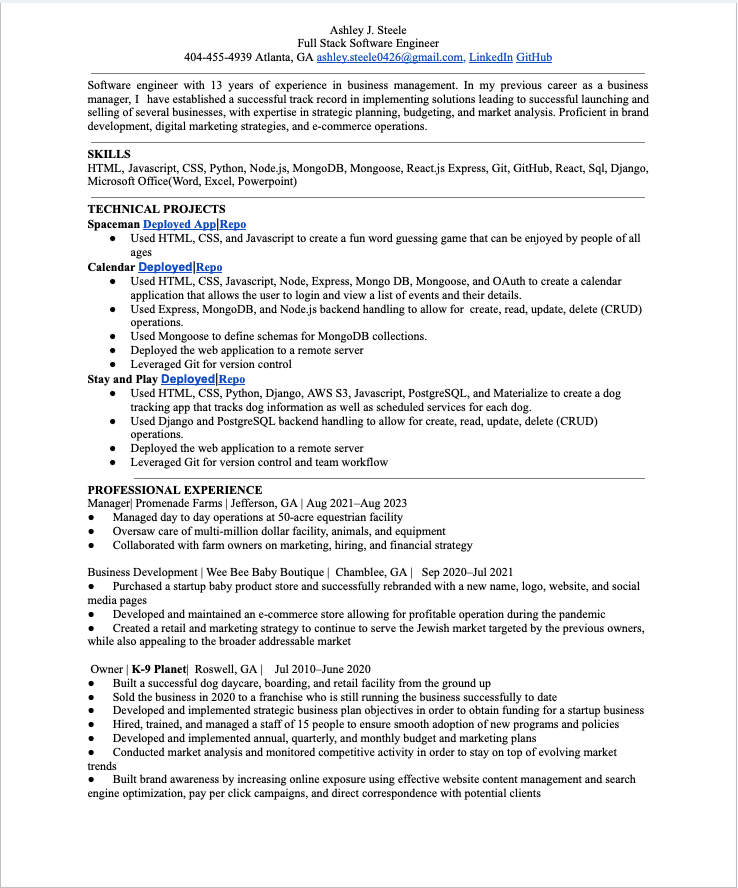 Ashley J. Steele
Full Stack Software Engineer
404-455-4939 Atlanta, GA ashley.steele0426@gmail.com, LinkedIn GitHub
Software engineer with 13 years of experience in business management. In my previous career as a business
manager, I have established a successful track record in implementing solutions leading to successful launching and
selling of several businesses, with expertise in strategic planning, budgeting, and market analysis. Proficient in brand
development, digital marketing strategies, and e-commerce operations.
SKILLS
HTML, Javascript, CSS, Python, Node.js, MongoDB, Mongoose, React.js Express, Git, GitHub, React, Sql, Django,
Microsoft Office(Word, Excel, Powerpoint)
TECHNICAL PROJECTS
Spaceman Deployed App|Repo
● Used HTML, CSS, and Javascript to create a fun word guessing game that can be enjoyed by people of all
ages
Calendar Deployed|Repo
● Used HTML, CSS, Javascript, Node, Express, Mongo DB, Mongoose, and OAuth to create a calendar
application that allows the user to login and view a list of events and their details.
● Used Express, MongoDB, and Node.js backend handling to allow for create, read, update, delete (CRUD)
operations.
● Used Mongoose to define schemas for MongoDB collections.
● Deployed the web application to a remote server
● Leveraged Git for version control
Stay and Play Deployed|Repo
● Used HTML, CSS, Python, Django, AWS S3, Javascript, PostgreSQL, and Materialize to create a dog
tracking app that tracks dog information as well as scheduled services for each dog.
● Used Django and PostgreSQL backend handling to allow for create, read, update, delete (CRUD)
operations.
● Deployed the web application to a remote server
● Leveraged Git for version control and team workflow
PROFESSIONAL EXPERIENCE
Manager| Promenade Farms | Jefferson, GA | Aug 2021–Aug 2023
● Managed day to day operations at 50-acre equestrian facility
● Oversaw care of multi-million dollar facility, animals, and equipment
● Collaborated with farm owners on marketing, hiring, and financial strategy
Business Development | Wee Bee Baby Boutique | Chamblee, GA | Sep 2020–Jul 2021
● Purchased a startup baby product store and successfully rebranded with a new name, logo, website, and social
media pages
● Developed and maintained an e-commerce store allowing for profitable operation during the pandemic
● Created a retail and marketing strategy to continue to serve the Jewish market targeted by the previous owners,
while also appealing to the broader addressable market
Owner | K-9 Planet| Roswell, GA | Jul 2010–June 2020
● Built a successful dog daycare, boarding, and retail facility from the ground up
● Sold the business in 2020 to a franchise who is still running the business successfully to date
● Developed and implemented strategic business plan objectives in order to obtain funding for a startup business
● Hired, trained, and managed a staff of 15 people to ensure smooth adoption of new programs and policies
● Developed and implemented annual, quarterly, and monthly budget and marketing plans
● Conducted market analysis and monitored competitive activity in order to stay on top of evolving market
trends
● Built brand awareness by increasing online exposure using effective website content management and search
engine optimization, pay per click campaigns, and direct correspondence with potential clients